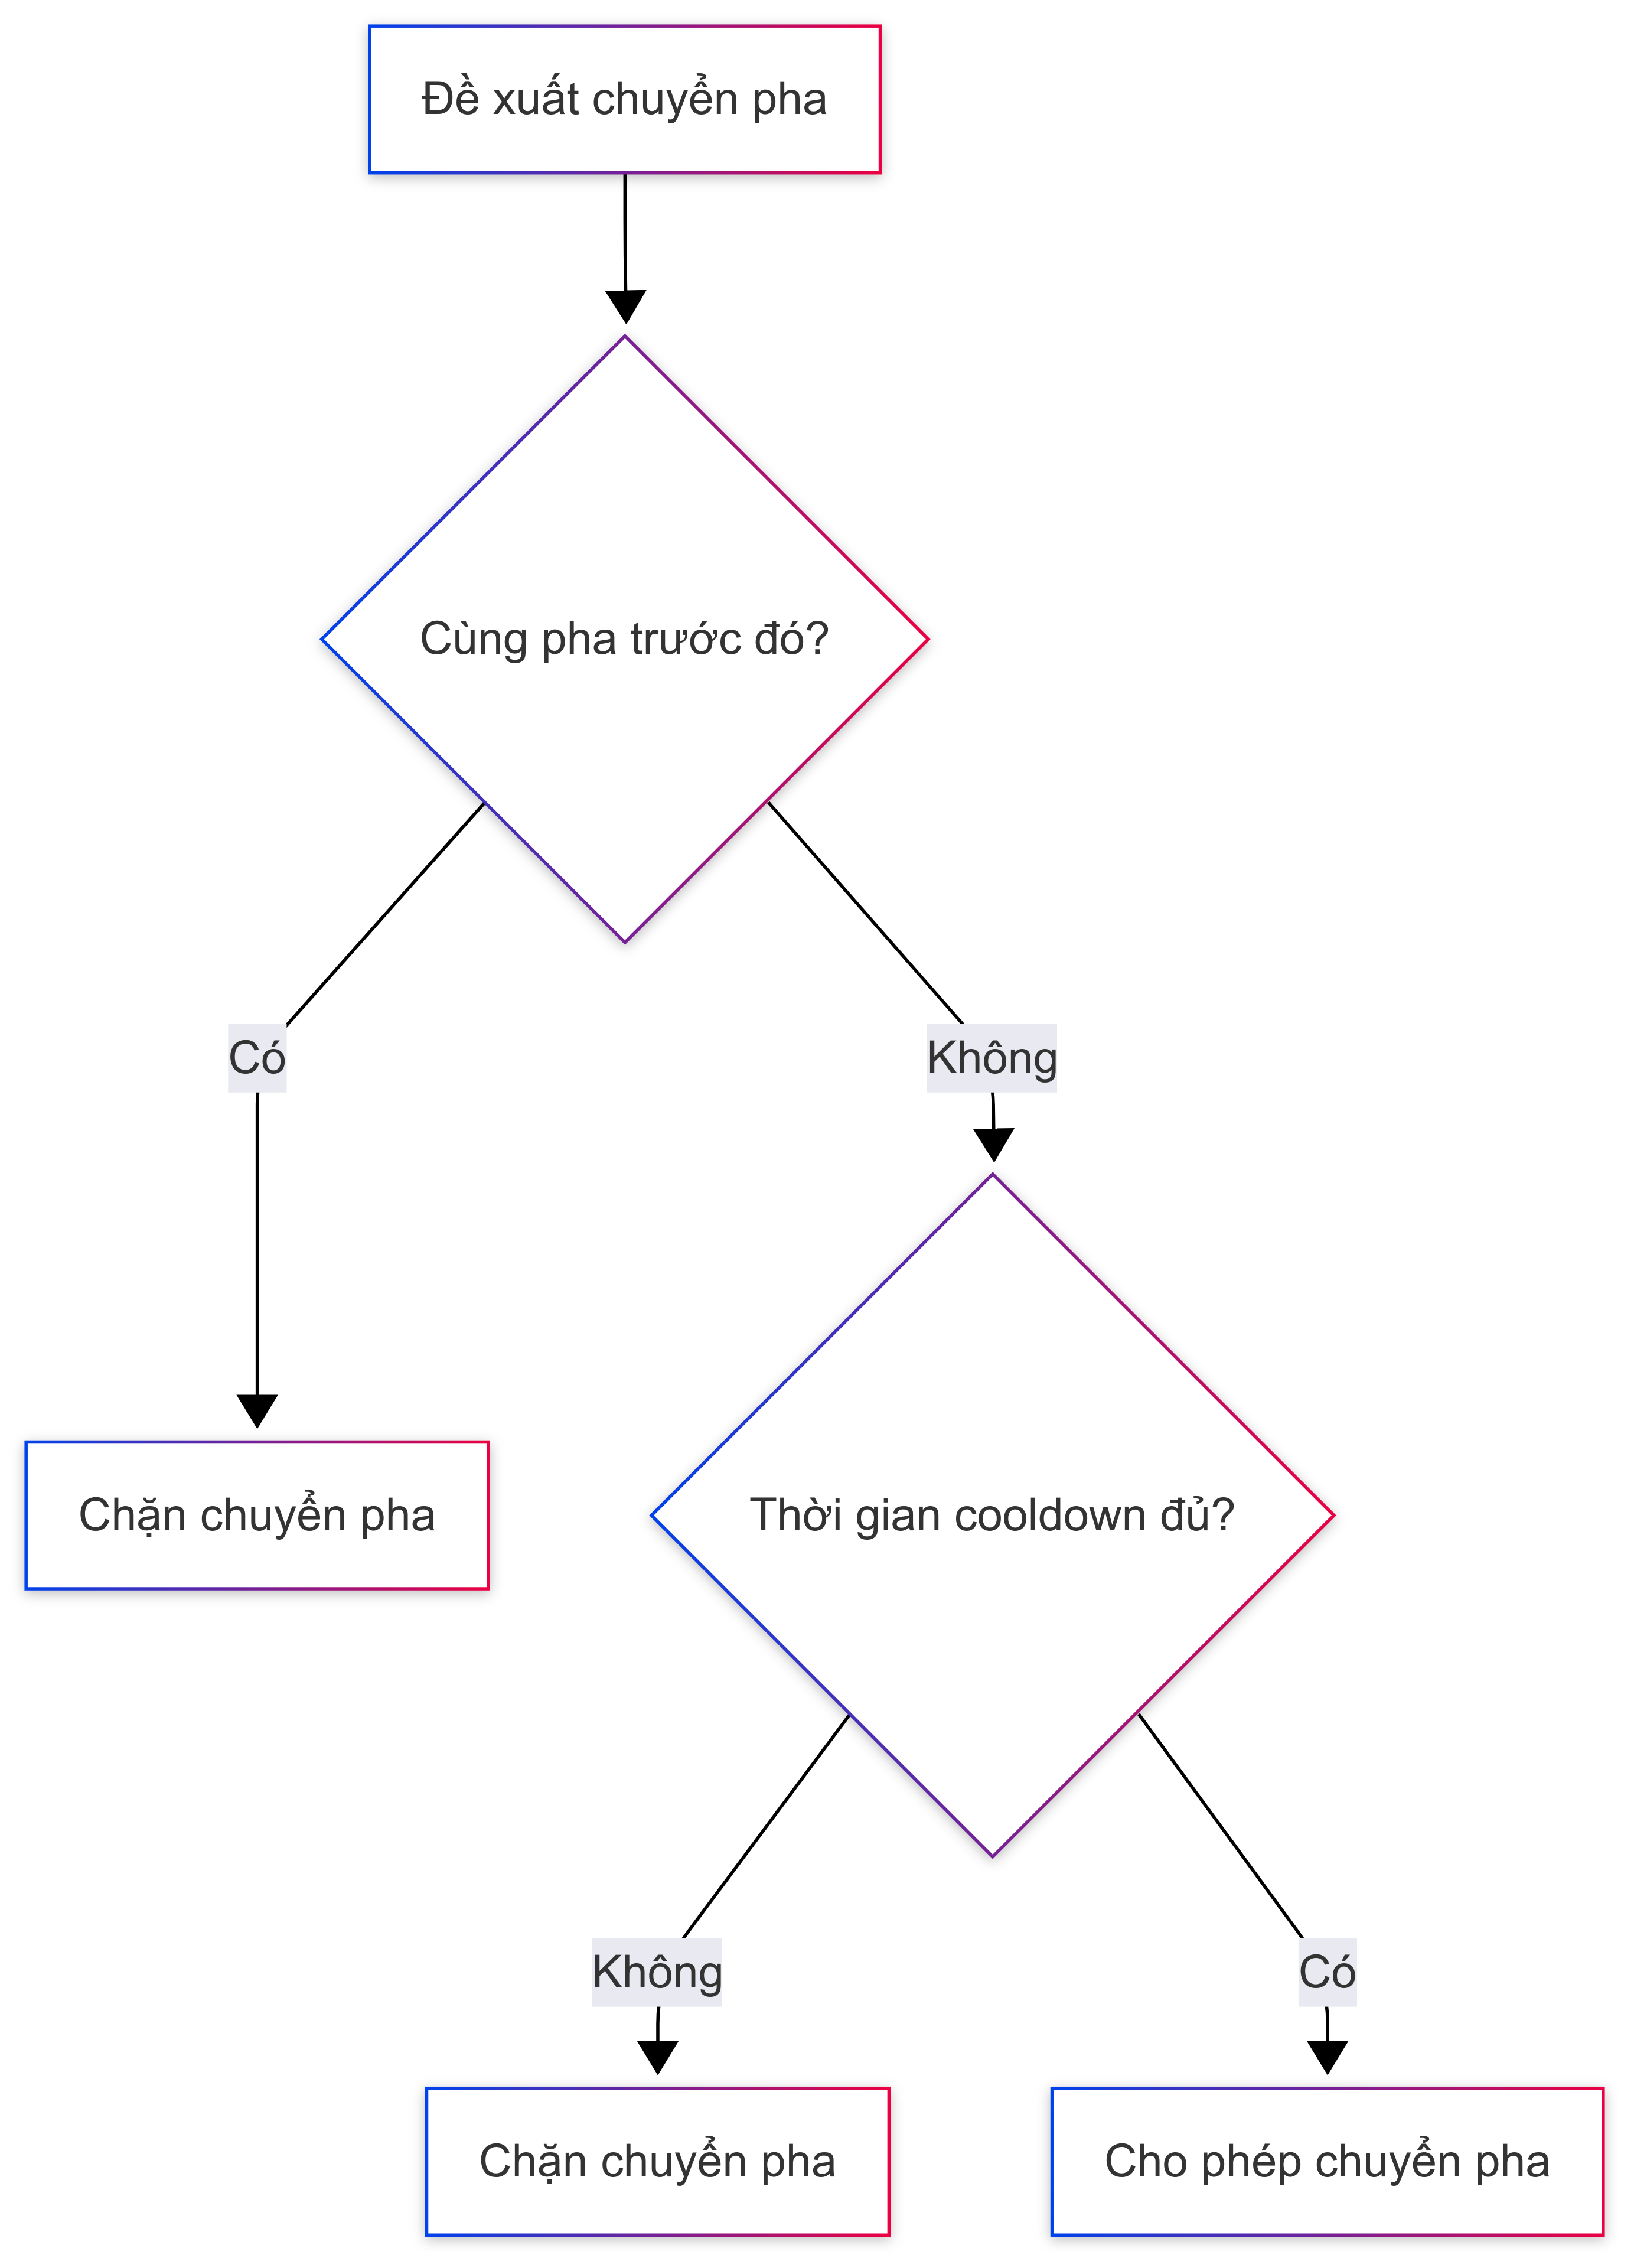 Đề xuất chuyển pha
Cùng pha trước đó?
Có
Không
Chặn chuyển pha
Thời gian cooldown đủ?
Không
Có
Chặn chuyển pha
Cho phép chuyển pha